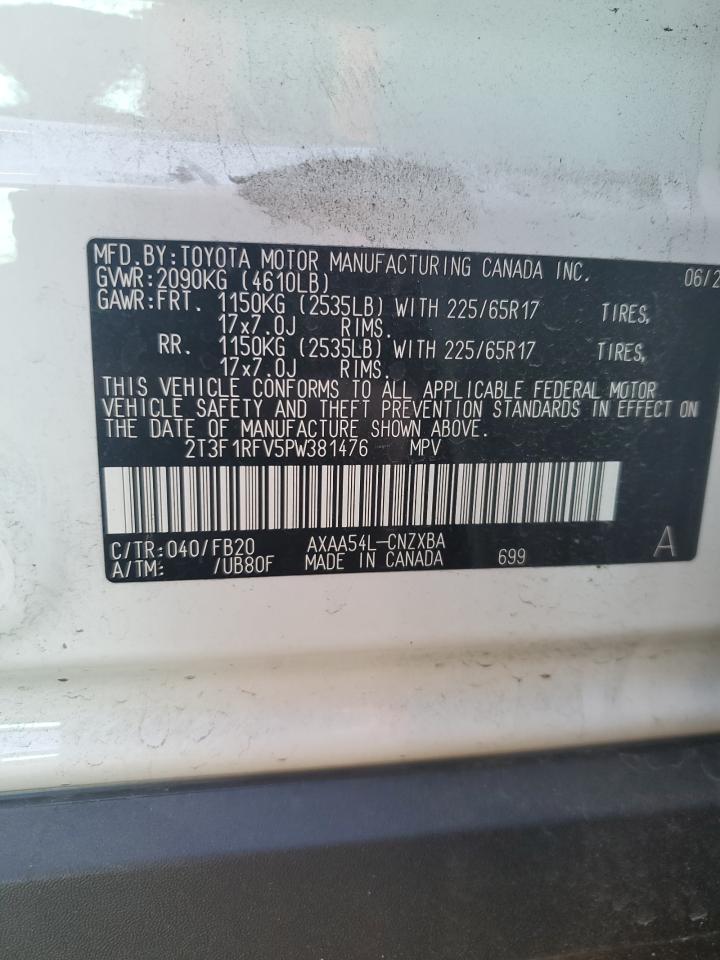 MFD.BY:TOYOTA MOTOR MANUFACTURING CANADA INC. 06/2
GVWR:2090KG (4610LB)
GAWR:FRT. 1150KG (2535LB) WITH 225/65R17 TIRES,
17x7.0J RIMS.
RR. 1150KG (2535LB) WITH 225/65R17 TIRES,
17x7.0J RIMS.
THIS VEHICLE CONFORMS TO ALL APPLICABLE FEDERAL MOTOR
VEHICLE SAFETY AND THEFT PREVENTION STANDARDS IN EFFECT ON
THE DATE OF MANUFACTURE SHOWN ABOVE.
2T3F1RFV5PW381476 MPV
C/TR:040/FB20 AXAA54L-CNZXBA A
A/TM: /UB80F MADE IN CANADA 699